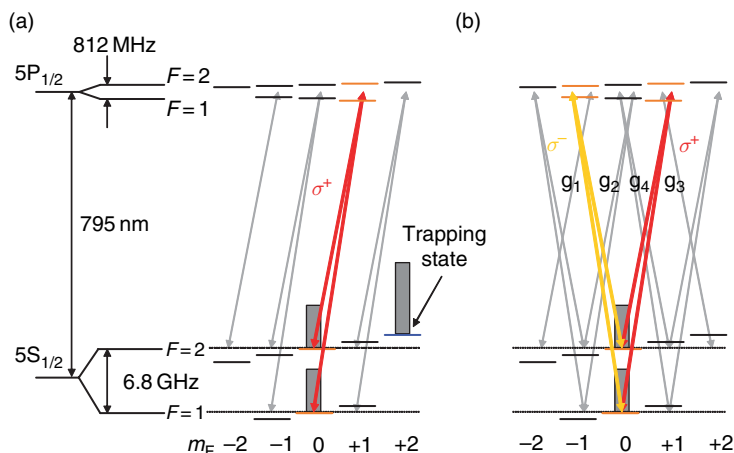 (a)
812 MHz
5P1/2
F = 2
F = 1
σ+
795 nm
Trapping
state
5S1/2
F = 2
6.8 GHz
F = 1
mF −2 −1 0 +1 +2
(b)
σ− σ+
g1 g2 g4 g3
−2 −1 0 +1 +2